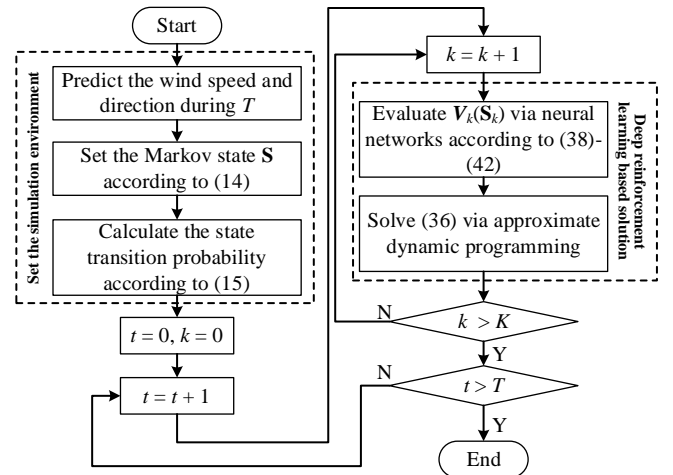 Start
Set the simulation environment
Predict the wind speed and
direction during T
Set the Markov state S
according to (14)
Calculate the state
transition probability
according to (15)
t = 0, k = 0
t = t + 1
k = k + 1
Evaluate Vk(Sk) via neural
networks according to (38)-
(42)
Solve (36) via approximate
dynamic programming
Deep reinforcement
learning based solution
N
k > K
Y
N
t > T
Y
End